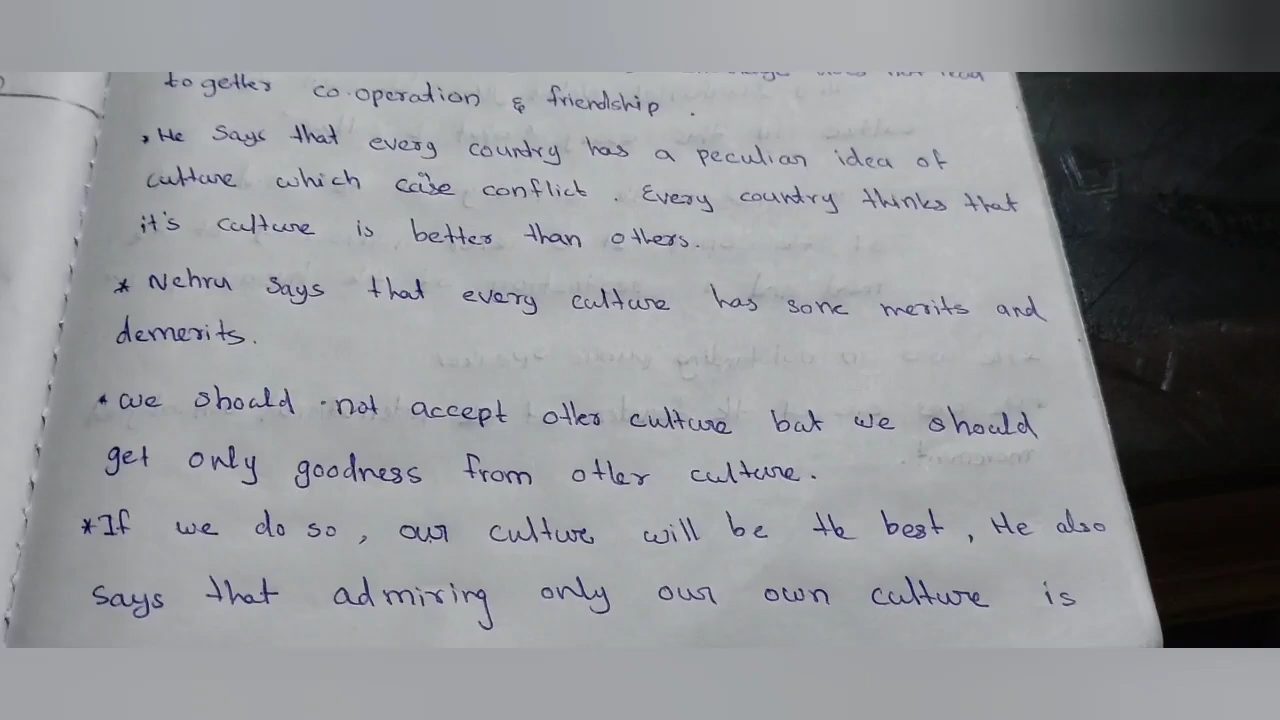 together co-operation & friendship.
• He says that every country has a peculiar idea of
culture which cause conflict. Every country thinks that
it's culture is better than others.
* Nehru says that every culture has some merits and
demerits.
• we should not accept other culture but we should
get only goodness from other culture.
* If we do so, our culture will be the best, He also
says that admiring only our own culture is